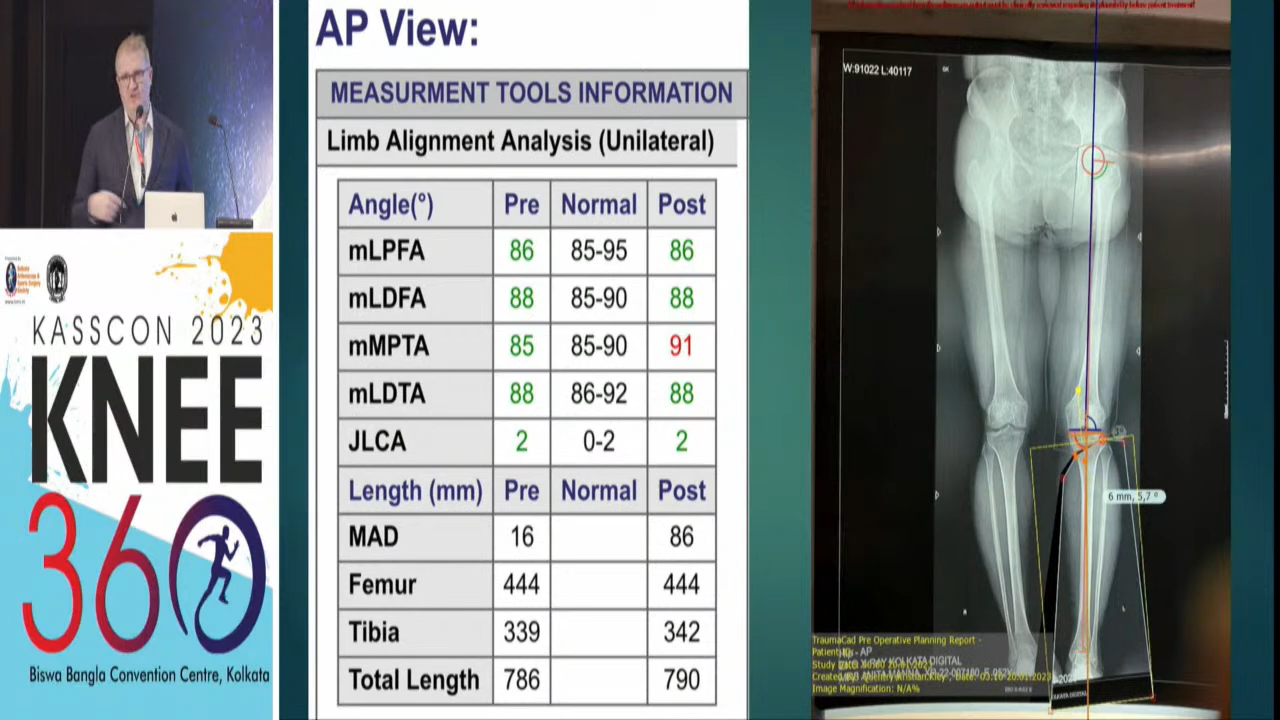 AP View:
MEASURMENT TOOLS INFORMATION
Limb Alignment Analysis (Unilateral)
Angle(°) Pre Normal Post
mLPFA 86 85-95 86
mLDFA 88 85-90 88
mMPTA 85 85-90 91
mLDTA 88 86-92 88
JLCA 2 0-2 2
Length (mm) Pre Normal Post
MAD 16 86
Femur 444 444
Tibia 339 342
Total Length 786 790
KASSCON 2023
KNEE
360
Biswa Bangla Convention Centre, Kolkata
W:91022 L:40117
6 mm, 5,7 °
TraumaCad Pre Operative Planning Report -
Image Magnification: N/A%